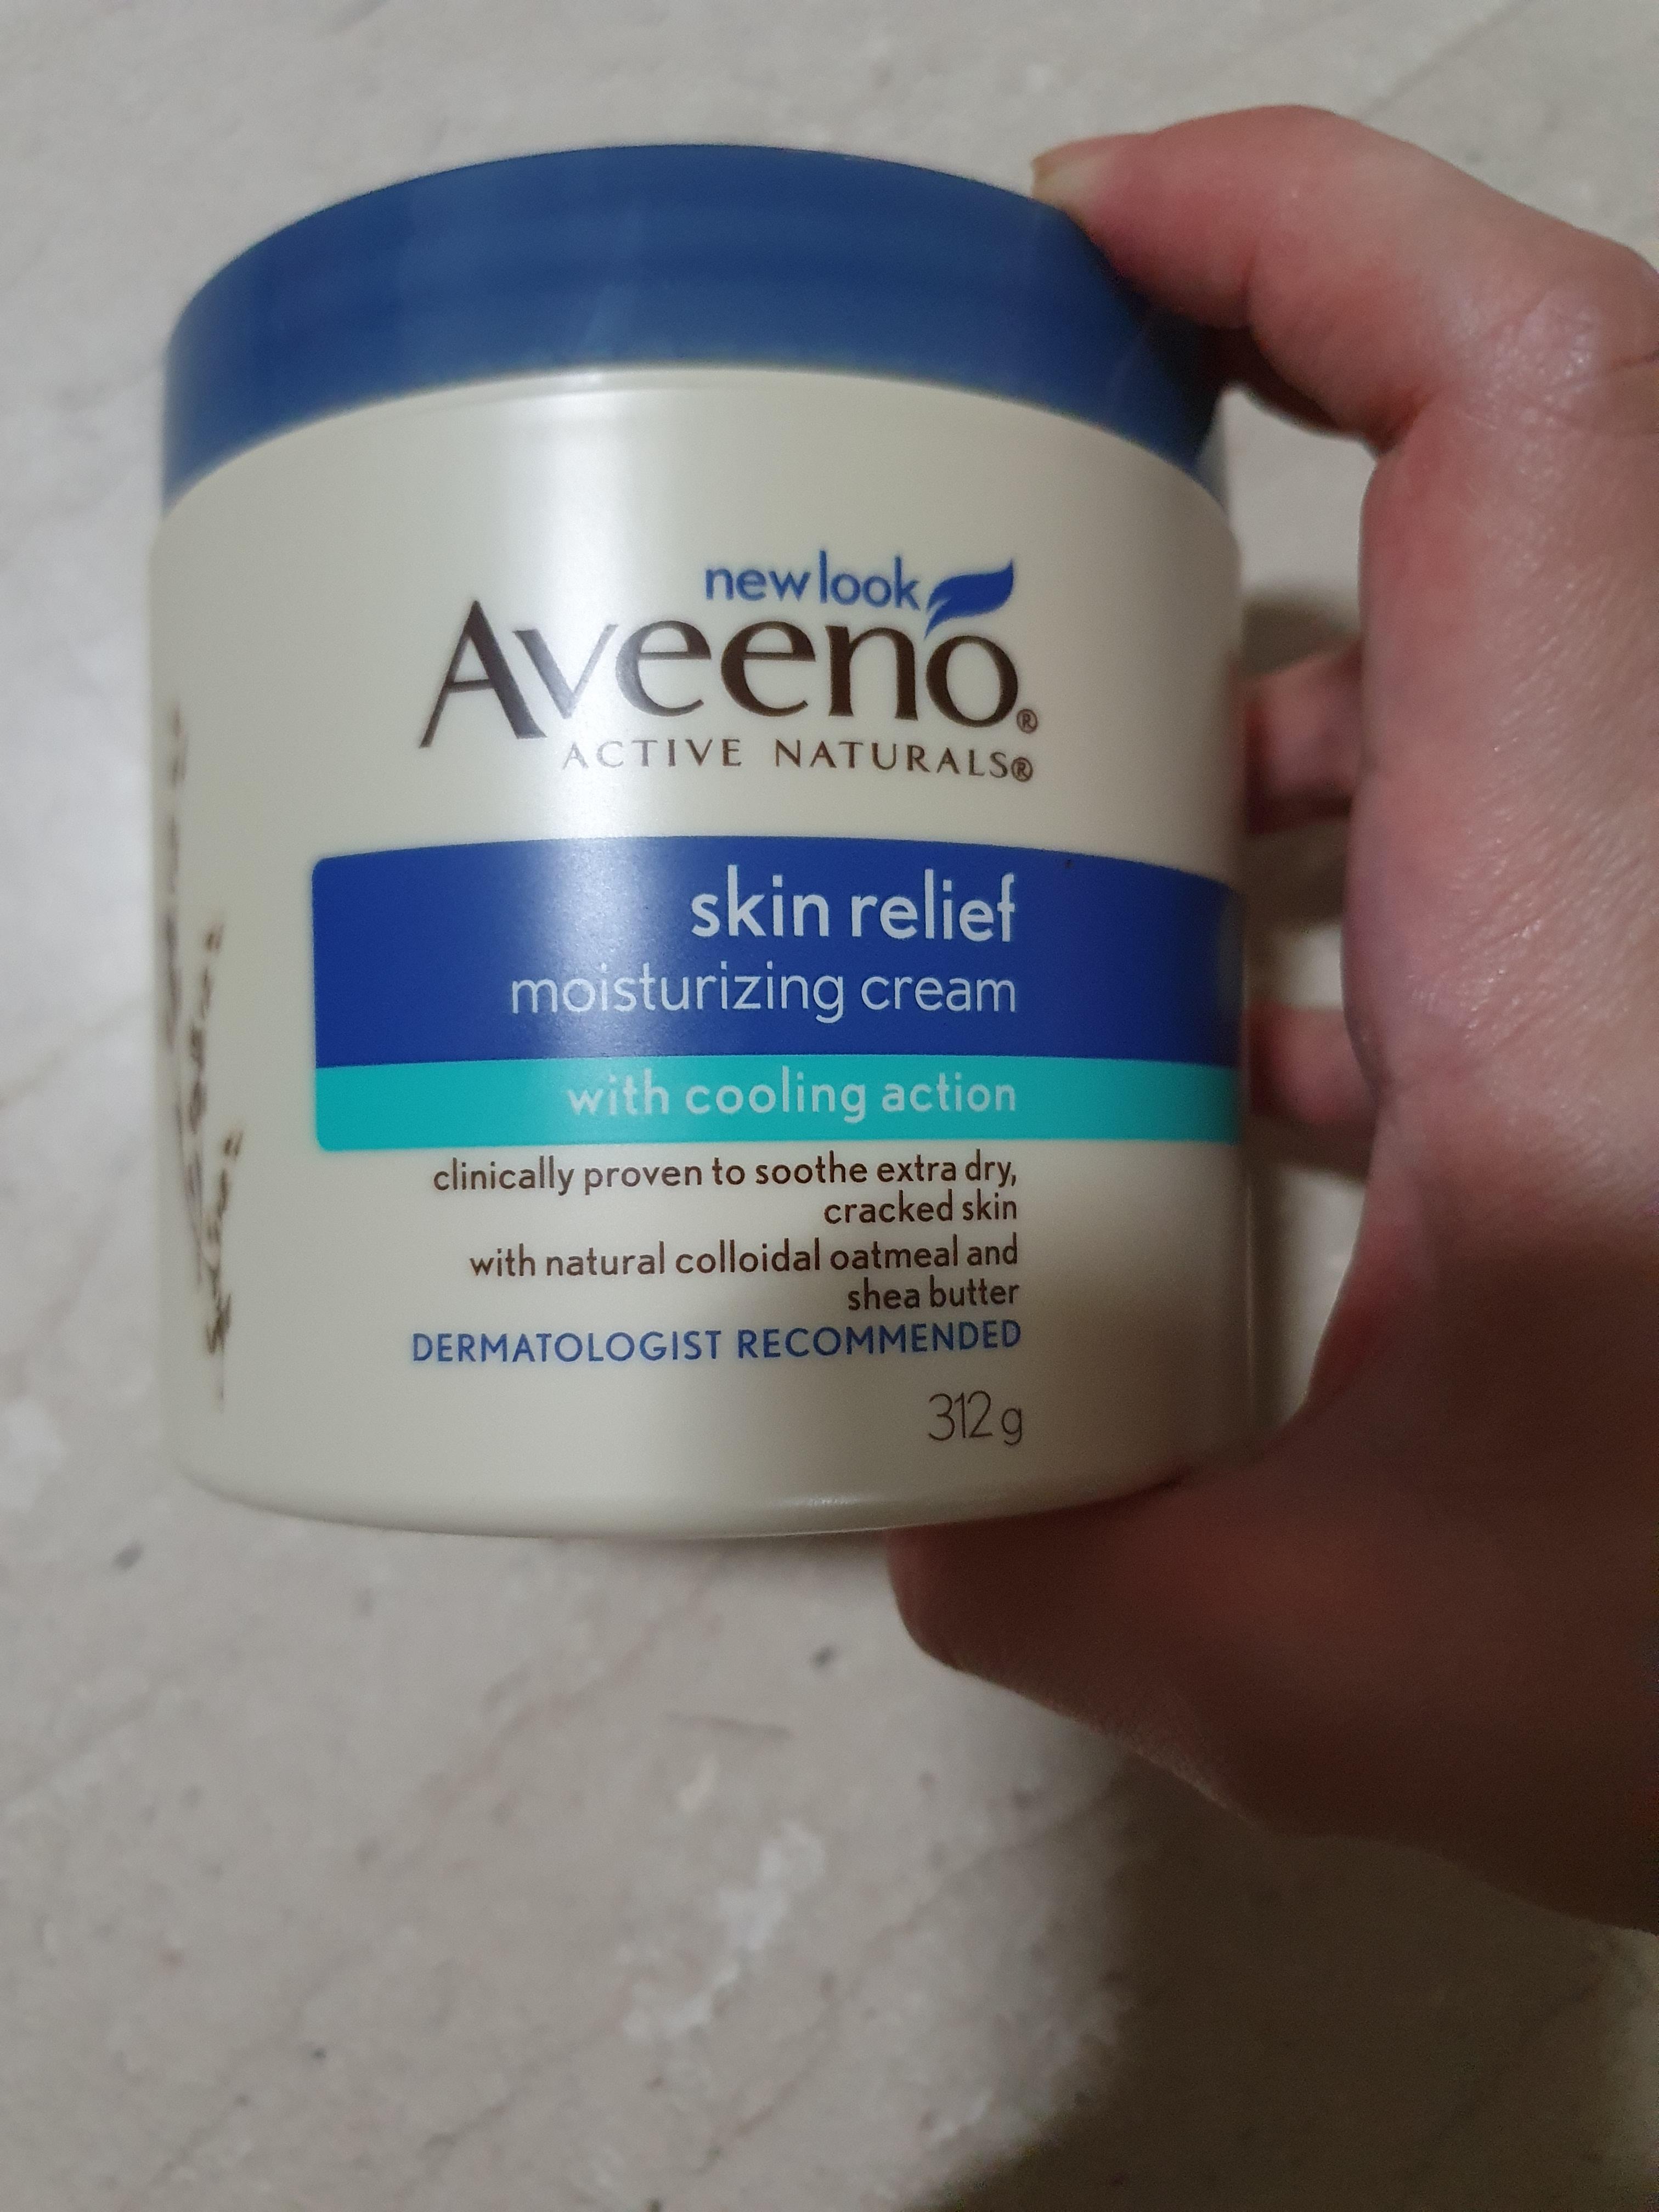 new look
Aveeno®
ACTIVE NATURALS®
skin relief
moisturizing cream
with cooling action
clinically proven to soothe extra dry,
cracked skin
with natural colloidal oatmeal and
shea butter
DERMATOLOGIST RECOMMENDED
312 g